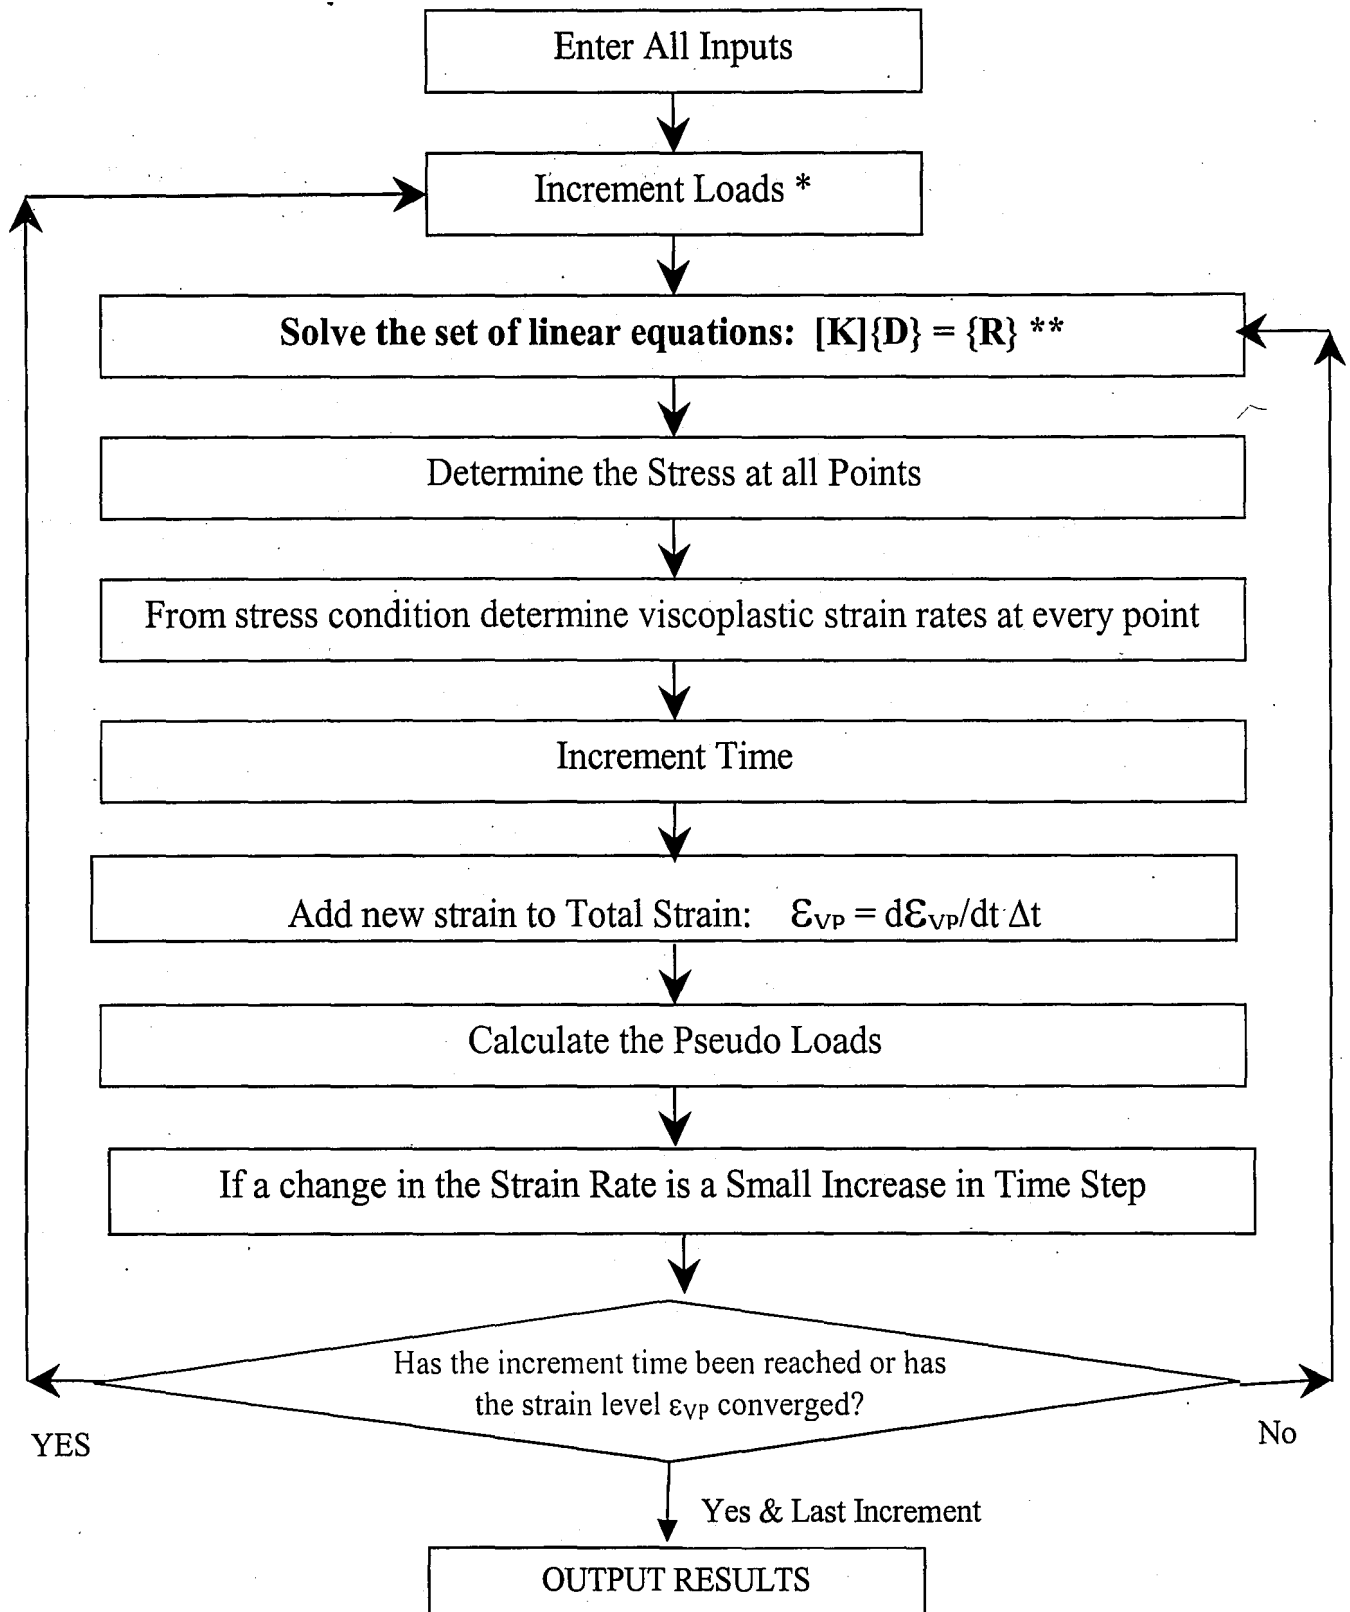 Enter All Inputs
Increment Loads *
Solve the set of linear equations: [K]{D} = {R} **
Determine the Stress at all Points
From stress condition determine viscoplastic strain rates at every point
Increment Time
Add new strain to Total Strain: εVP = dεVP/dt Δt
Calculate the Pseudo Loads
If a change in the Strain Rate is a Small Increase in Time Step
Has the increment time been reached or has
the strain level εVP converged?
YES
No
Yes & Last Increment
OUTPUT RESULTS